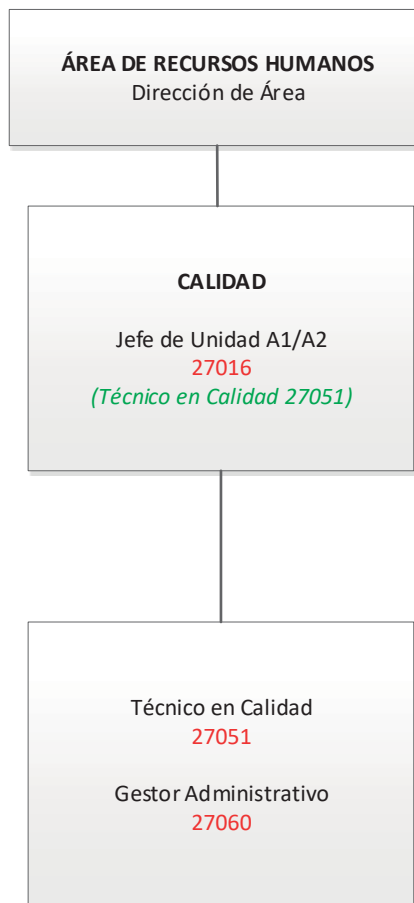 ÁREA DE RECURSOS HUMANOS
Dirección de Área
CALIDAD
Jefe de Unidad A1/A2
27016
(Técnico en Calidad 27051)
Técnico en Calidad
27051
Gestor Administrativo
27060